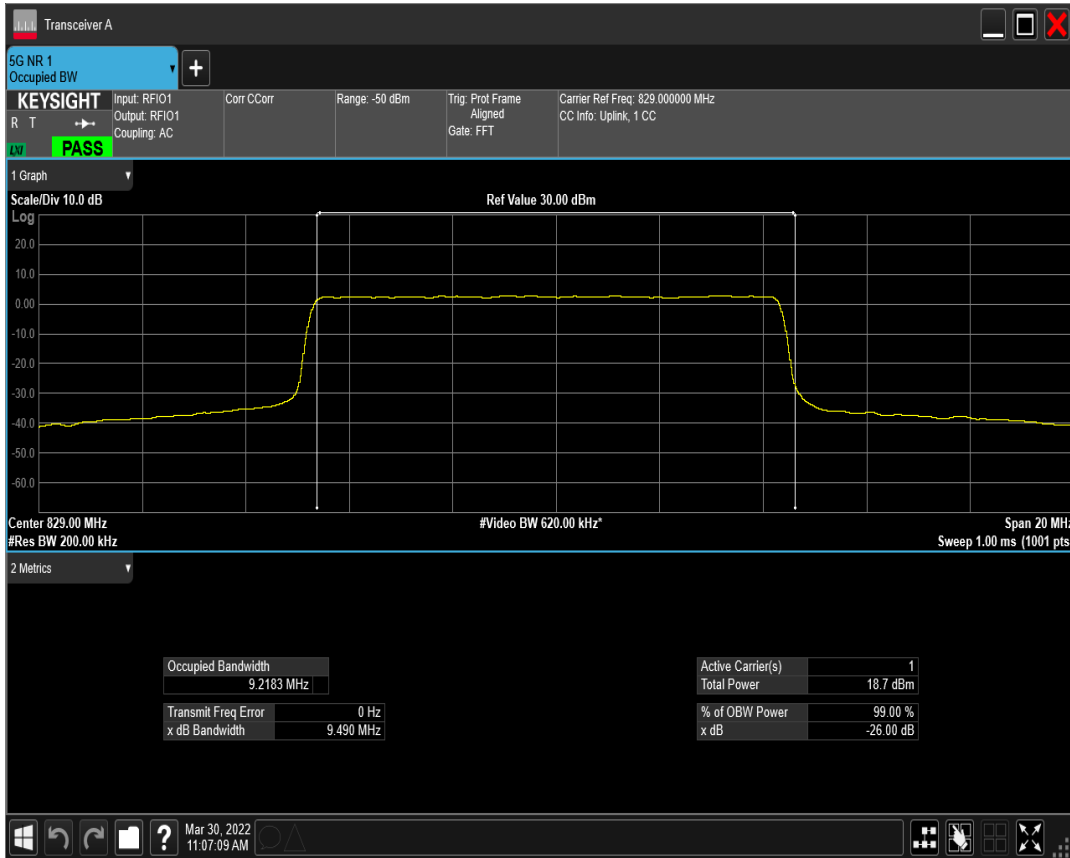 Transceiver A
5G NR 1
Occupied BW
+
KEYSIGHT
R T
LXI
PASS
Input: RFIO1
Output: RFIO1
Coupling: AC
Corr CCorr
Range: -50 dBm
Trig: Prot Frame
Aligned
Gate: FFT
Carrier Ref Freq: 829.000000 MHz
CC Info: Uplink, 1 CC
1 Graph
Scale/Div 10.0 dB
Ref Value 30.00 dBm
Log
20.0
10.0
0.00
-10.0
-20.0
-30.0
-40.0
-50.0
-60.0
Center 829.00 MHz
#Video BW 620.00 kHz*
Span 20 MHz
#Res BW 200.00 kHz
Sweep 1.00 ms (1001 pts
2 Metrics
Occupied Bandwidth
9.2183 MHz
Transmit Freq Error 0 Hz
x dB Bandwidth 9.490 MHz
Active Carrier(s) 1
Total Power 18.7 dBm
% of OBW Power 99.00 %
x dB -26.00 dB
?
Mar 30, 2022
11:07:09 AM